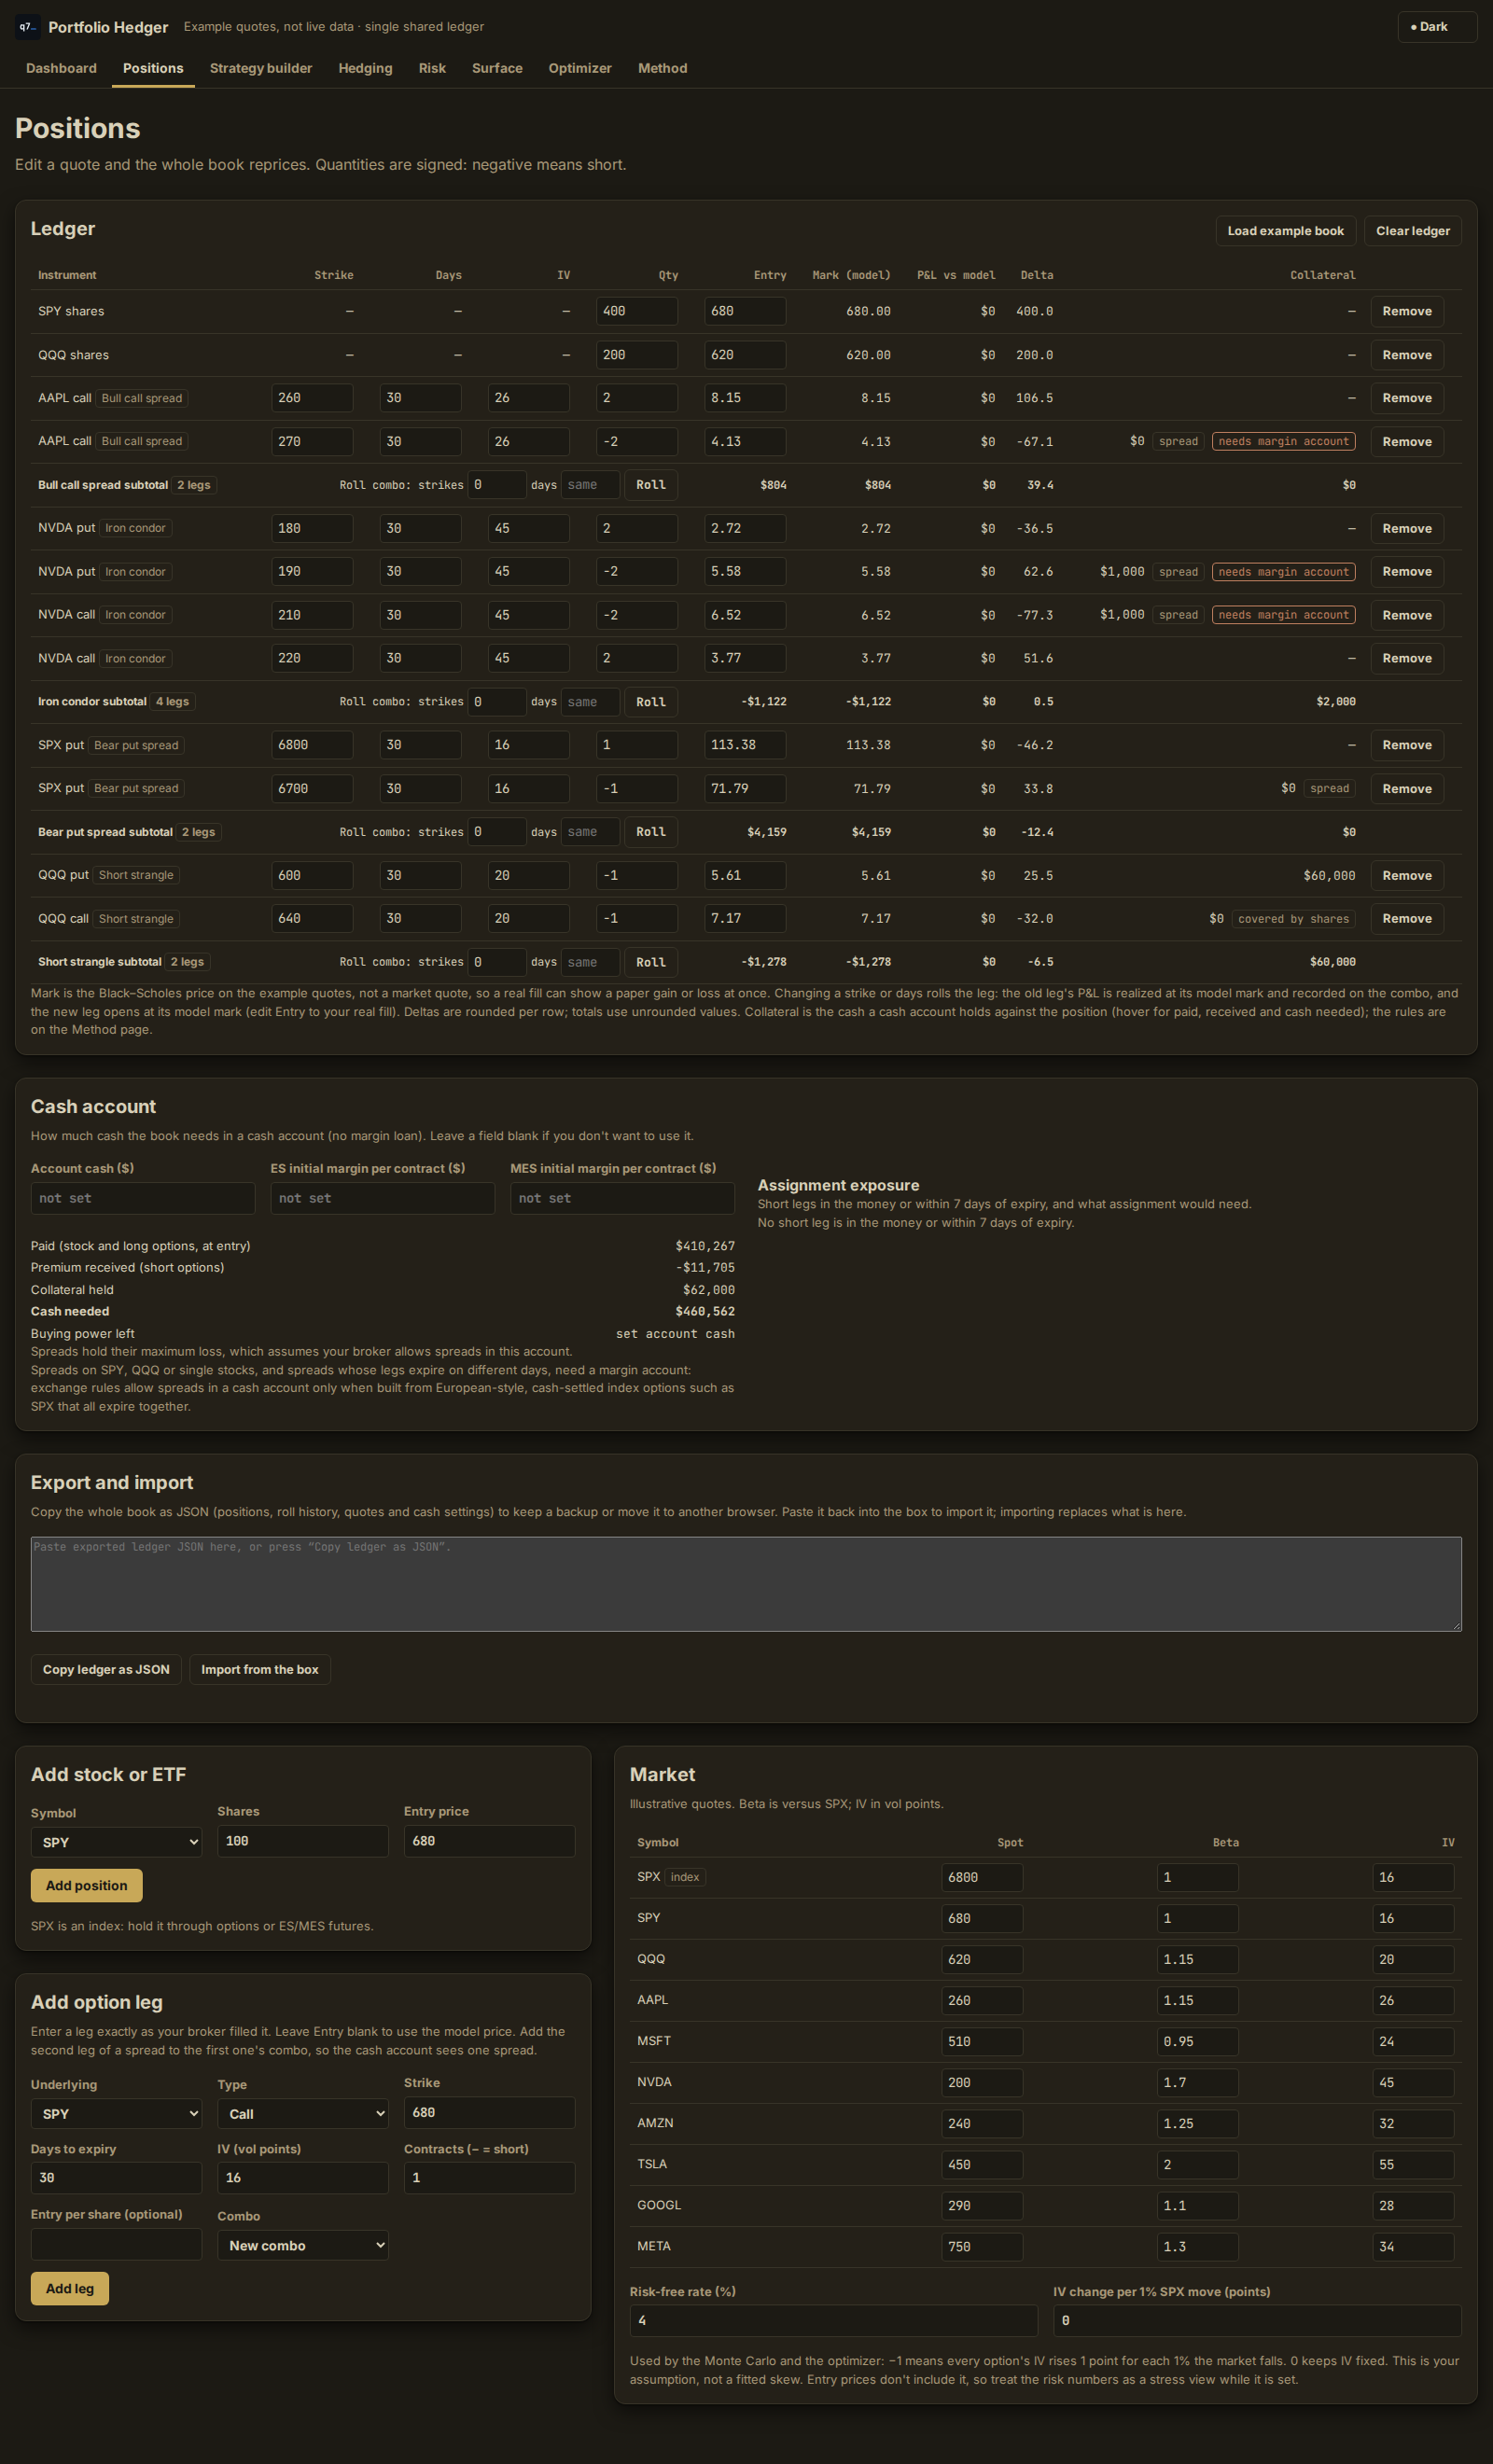 q7_ Portfolio Hedger Example quotes, not live data · single shared ledger ● Dark
Dashboard Positions Strategy builder Hedging Risk Surface Optimizer Method
Positions
Edit a quote and the whole book reprices. Quantities are signed: negative means short.
Ledger Load example book Clear ledger
Instrument Strike Days IV Qty Entry Mark (model) P&L vs model Delta Collateral
SPY shares — — — 400 680 680.00 $0 400.0 — Remove
QQQ shares — — — 200 620 620.00 $0 200.0 — Remove
AAPL call Bull call spread 260 30 26 2 8.15 8.15 $0 106.5 — Remove
AAPL call Bull call spread 270 30 26 -2 4.13 4.13 $0 -67.1 $0 spread needs margin account Remove
Bull call spread subtotal 2 legs Roll combo: strikes 0 days same Roll $804 $804 $0 39.4 $0
NVDA put Iron condor 180 30 45 2 2.72 2.72 $0 -36.5 — Remove
NVDA put Iron condor 190 30 45 -2 5.58 5.58 $0 62.6 $1,000 spread needs margin account Remove
NVDA call Iron condor 210 30 45 -2 6.52 6.52 $0 -77.3 $1,000 spread needs margin account Remove
NVDA call Iron condor 220 30 45 2 3.77 3.77 $0 51.6 — Remove
Iron condor subtotal 4 legs Roll combo: strikes 0 days same Roll -$1,122 -$1,122 $0 0.5 $2,000
SPX put Bear put spread 6800 30 16 1 113.38 113.38 $0 -46.2 — Remove
SPX put Bear put spread 6700 30 16 -1 71.79 71.79 $0 33.8 $0 spread Remove
Bear put spread subtotal 2 legs Roll combo: strikes 0 days same Roll $4,159 $4,159 $0 -12.4 $0
QQQ put Short strangle 600 30 20 -1 5.61 5.61 $0 25.5 $60,000 Remove
QQQ call Short strangle 640 30 20 -1 7.17 7.17 $0 -32.0 $0 covered by shares Remove
Short strangle subtotal 2 legs Roll combo: strikes 0 days same Roll -$1,278 -$1,278 $0 -6.5 $60,000
Mark is the Black–Scholes price on the example quotes, not a market quote, so a real fill can show a paper gain or loss at once. Changing a strike or days rolls the leg: the old leg's P&L is realized at its model mark and recorded on the combo, and
the new leg opens at its model mark (edit Entry to your real fill). Deltas are rounded per row; totals use unrounded values. Collateral is the cash a cash account holds against the position (hover for paid, received and cash needed); the rules are
on the Method page.
Cash account
How much cash the book needs in a cash account (no margin loan). Leave a field blank if you don't want to use it.
Account cash ($) ES initial margin per contract ($) MES initial margin per contract ($)
not set not set not set
Assignment exposure
Short legs in the money or within 7 days of expiry, and what assignment would need.
No short leg is in the money or within 7 days of expiry.
Paid (stock and long options, at entry) $410,267
Premium received (short options) -$11,705
Collateral held $62,000
Cash needed $460,562
Buying power left set account cash
Spreads hold their maximum loss, which assumes your broker allows spreads in this account.
Spreads on SPY, QQQ or single stocks, and spreads whose legs expire on different days, need a margin account:
exchange rules allow spreads in a cash account only when built from European-style, cash-settled index options such as
SPX that all expire together.
Export and import
Copy the whole book as JSON (positions, roll history, quotes and cash settings) to keep a backup or move it to another browser. Paste it back into the box to import it; importing replaces what is here.
Paste exported ledger JSON here, or press “Copy ledger as JSON”.
Copy ledger as JSON Import from the box
Add stock or ETF
Symbol Shares Entry price
SPY 100 680
Add position
SPX is an index: hold it through options or ES/MES futures.
Add option leg
Enter a leg exactly as your broker filled it. Leave Entry blank to use the model price. Add the
second leg of a spread to the first one's combo, so the cash account sees one spread.
Underlying Type Strike
SPY Call 680
Days to expiry IV (vol points) Contracts (− = short)
30 16 1
Entry per share (optional) Combo
New combo
Add leg
Market
Illustrative quotes. Beta is versus SPX; IV in vol points.
Symbol Spot Beta IV
SPX index 6800 1 16
SPY 680 1 16
QQQ 620 1.15 20
AAPL 260 1.15 26
MSFT 510 0.95 24
NVDA 200 1.7 45
AMZN 240 1.25 32
TSLA 450 2 55
GOOGL 290 1.1 28
META 750 1.3 34
Risk-free rate (%) IV change per 1% SPX move (points)
4 0
Used by the Monte Carlo and the optimizer: −1 means every option's IV rises 1 point for each 1% the market falls. 0 keeps IV fixed. This is your
assumption, not a fitted skew. Entry prices don't include it, so treat the risk numbers as a stress view while it is set.